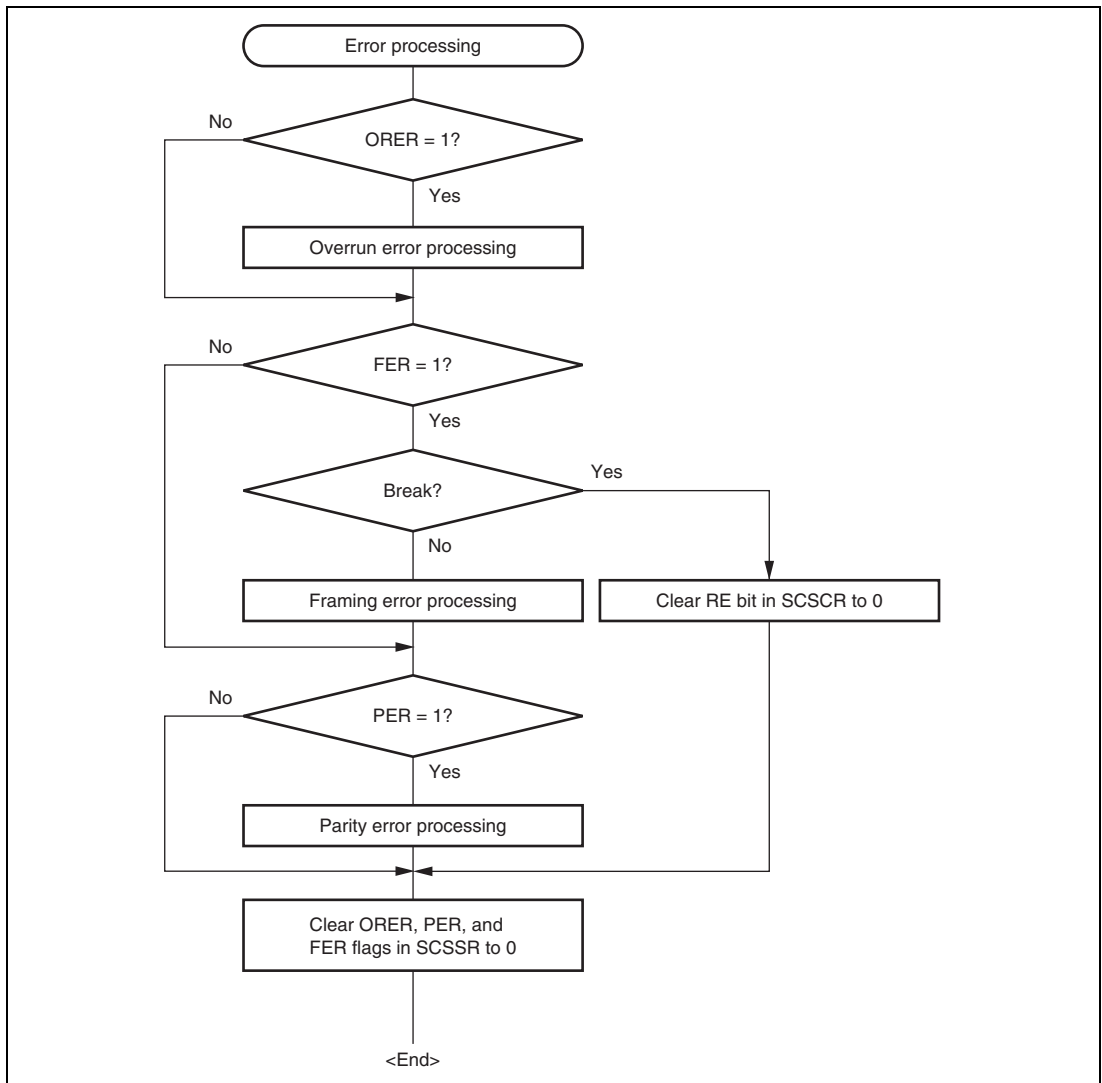 Error processing
No
ORER = 1?
Yes
Overrun error processing
No
FER = 1?
Yes
Yes
Break?
No
Framing error processing
Clear RE bit in SCSCR to 0
No
PER = 1?
Yes
Parity error processing
Clear ORER, PER, and
FER flags in SCSSR to 0
<End>